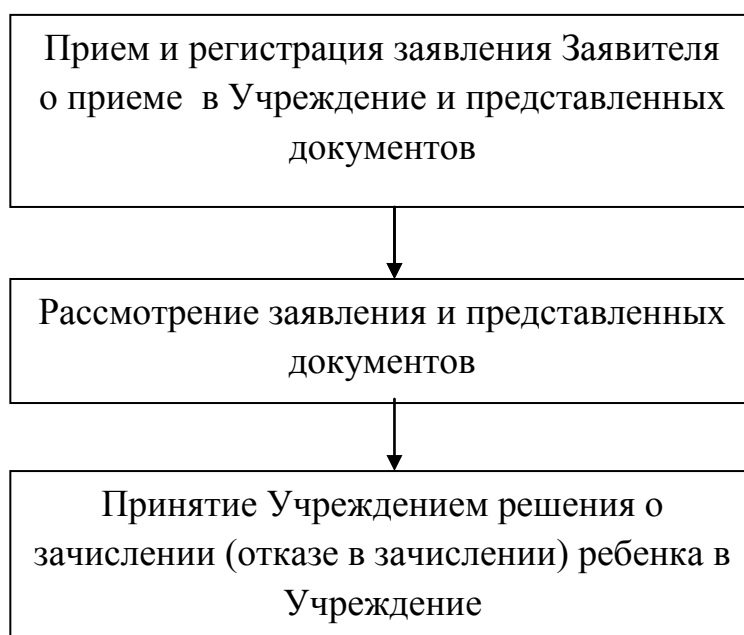 Прием и регистрация заявления Заявителя
о приеме в Учреждение и представленных
документов
Рассмотрение заявления и представленных
документов
Принятие Учреждением решения о
зачислении (отказе в зачислении) ребенка в
Учреждение